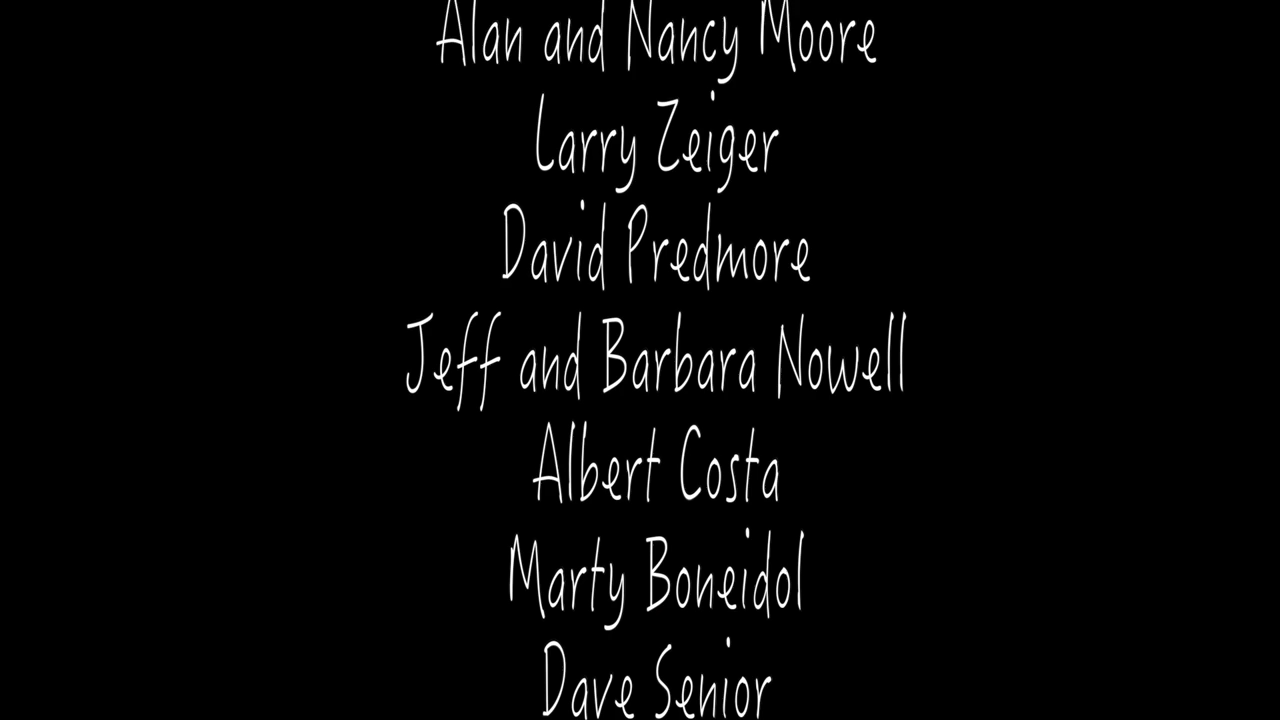 Alan and Nancy Moore
Larry Zeiger
David Predmore
Jeff and Barbara Nowell
Albert Costa
Marty Boneidol
Dave Senior